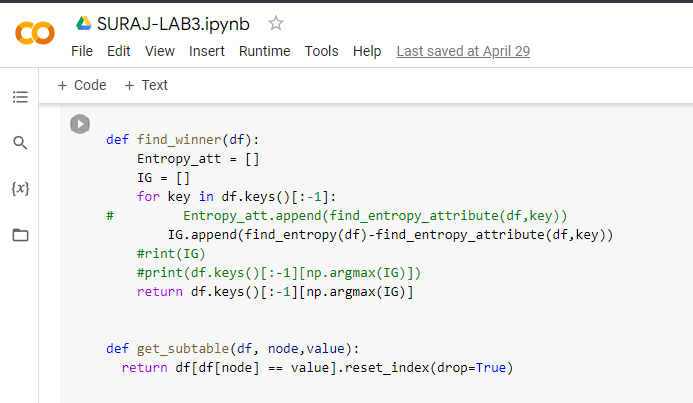 SURAJ-LAB3.ipynb
File Edit View Insert Runtime Tools Help Last saved at April 29
+ Code + Text
{x}
def find_winner(df):
    Entropy_att = []
    IG = []
    for key in df.keys()[:-1]:
#         Entropy_att.append(find_entropy_attribute(df,key))
        IG.append(find_entropy(df)-find_entropy_attribute(df,key))
    #rint(IG)
    #print(df.keys()[:-1][np.argmax(IG)])
    return df.keys()[:-1][np.argmax(IG)]
def get_subtable(df, node,value):
  return df[df[node] == value].reset_index(drop=True)